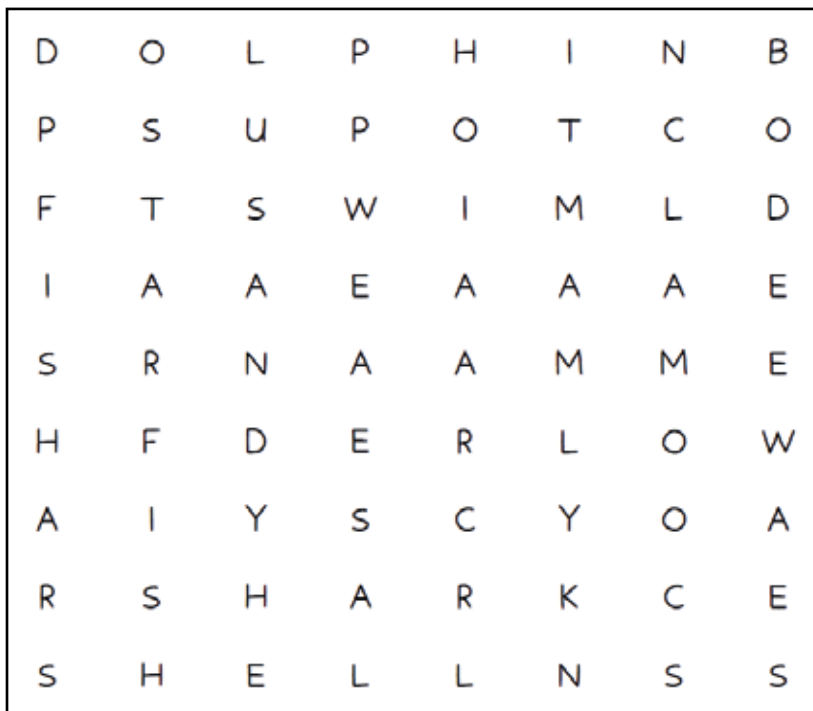 D O L P H I N B
P S U P O T C O
F T S W I M L D
I A A E A A A E
S R N A A M M E
H F D E R L O W
A I Y S C Y O A
R S H A R K C E
S H E L L N S S